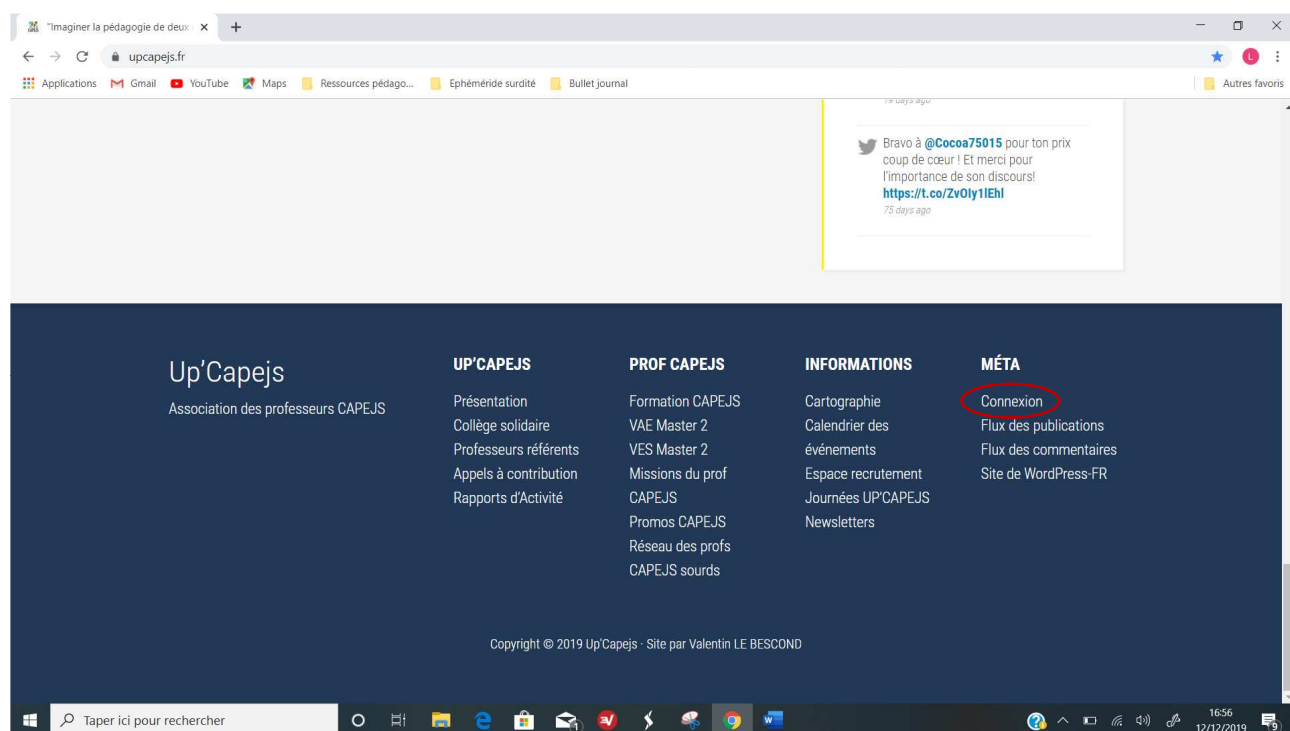 "Imaginer la pédagogie de deux
upcapejs.fr
L
Applications
Gmail
YouTube
Maps
Ressources pédago...
Ephéméride surdité
Bullet journal
Autres favoris
79 days ago
Bravo à @Cocoa75015 pour ton prix
coup de cœur ! Et merci pour
l'importance de son discours!
https://t.co/ZvOIy1lEhl
75 days ago
Up'Capejs
Association des professeurs CAPEJS
UP'CAPEJS
Présentation
Collège solidaire
Professeurs référents
Appels à contribution
Rapports d'Activité
PROF CAPEJS
Formation CAPEJS
VAE Master 2
VES Master 2
Missions du prof
CAPEJS
Promos CAPEJS
Réseau des profs
CAPEJS sourds
INFORMATIONS
Cartographie
Calendrier des
événements
Espace recrutement
Journées UP'CAPEJS
Newsletters
MÉTA
Connexion
Flux des publications
Flux des commentaires
Site de WordPress-FR
Copyright © 2019 Up'Capejs · Site par Valentin LE BESCOND
Taper ici pour rechercher
16:56
12/12/2019